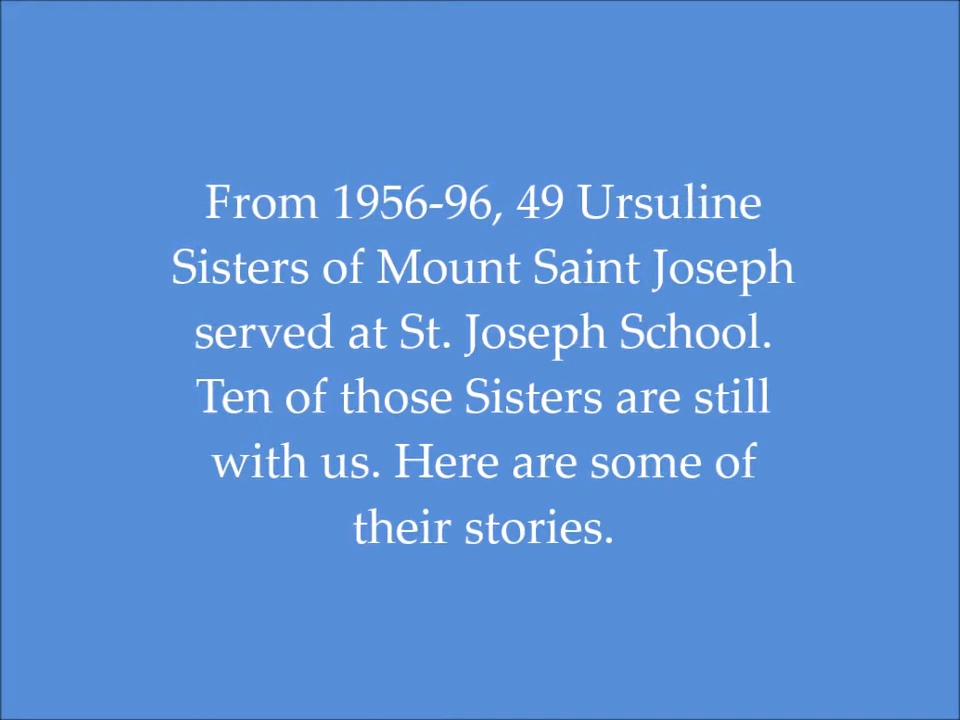 From 1956-96, 49 Ursuline
Sisters of Mount Saint Joseph
served at St. Joseph School.
Ten of those Sisters are still
with us. Here are some of
their stories.